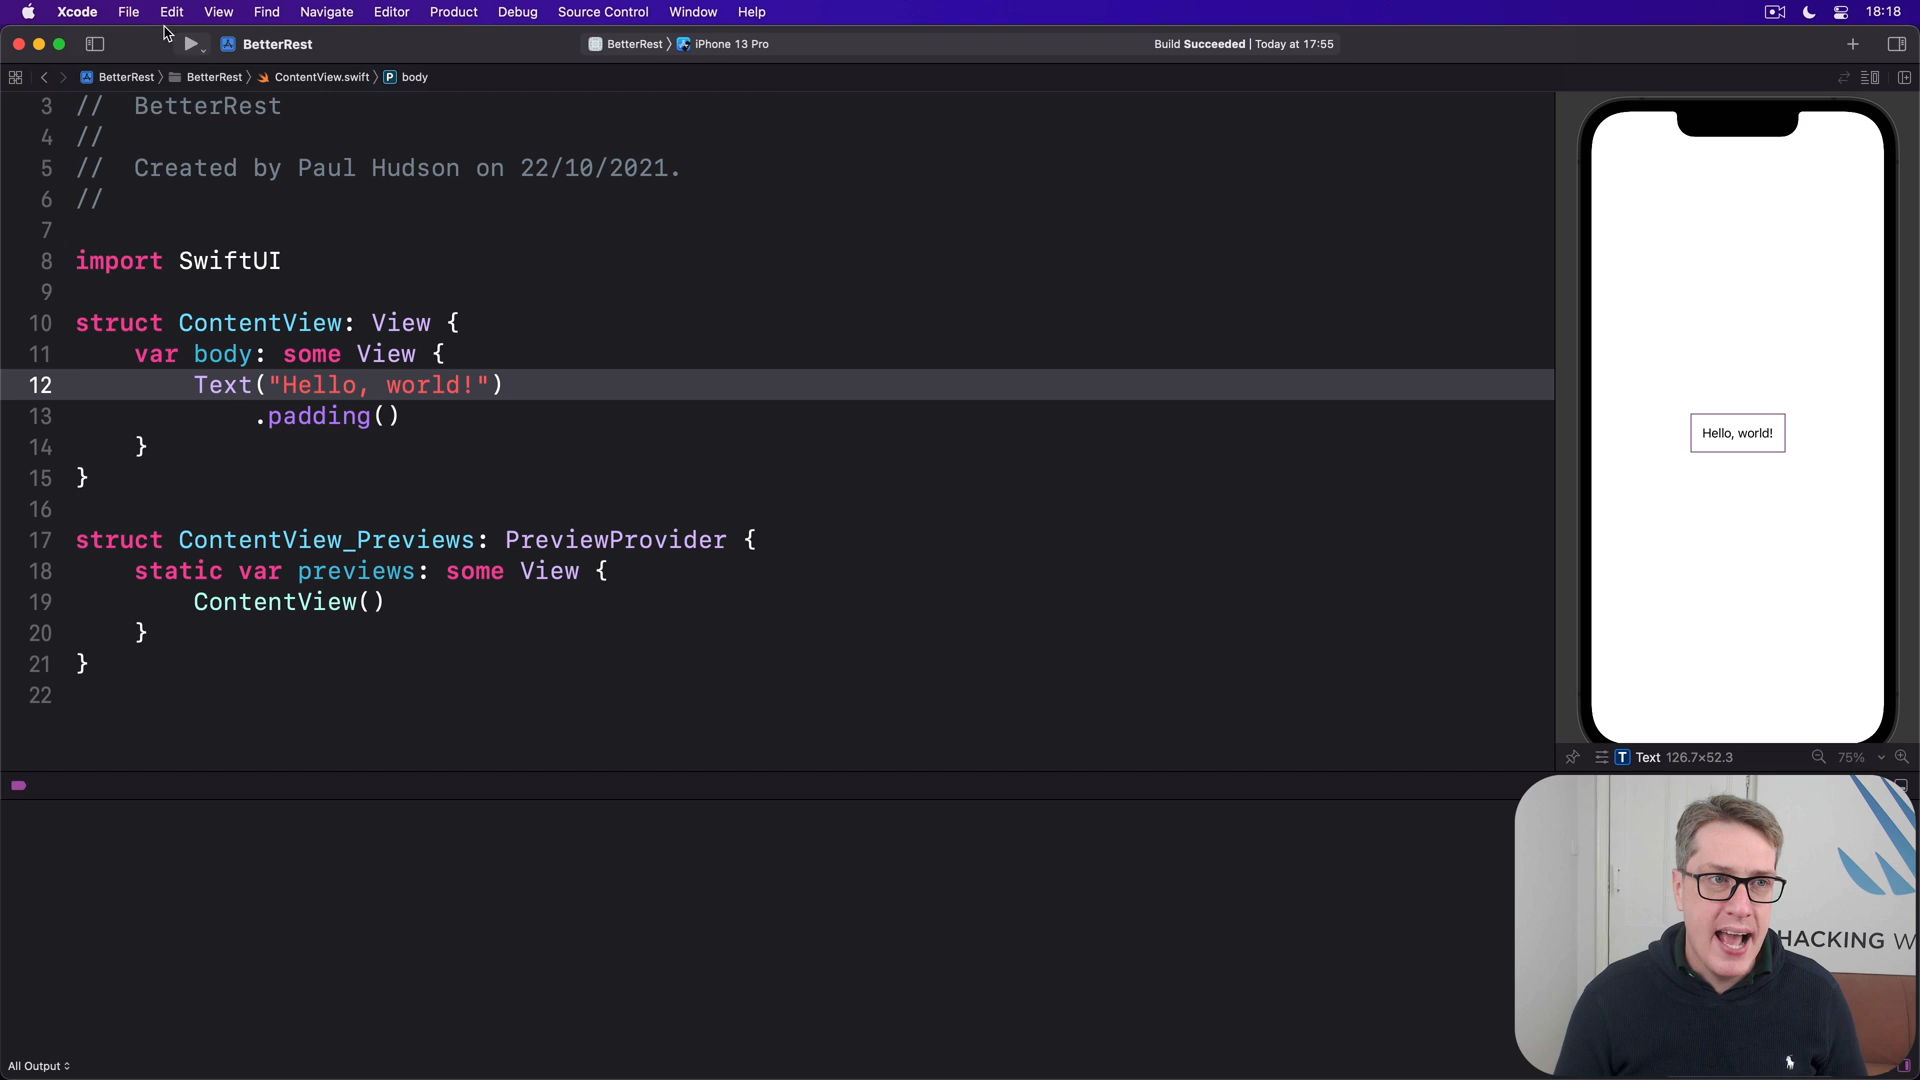 Xcode File Edit View Find Navigate Editor Product Debug Source Control Window Help 18:18
BetterRest BetterRest iPhone 13 Pro Build Succeeded | Today at 17:55
BetterRest BetterRest ContentView.swift P body
3 // BetterRest
4 //
5 // Created by Paul Hudson on 22/10/2021.
6 //
7
8 import SwiftUI
9
10 struct ContentView: View {
11 var body: some View {
12 Text("Hello, world!")
13 .padding()
14 }
15 }
16
17 struct ContentView_Previews: PreviewProvider {
18 static var previews: some View {
19 ContentView()
20 }
21 }
22
Hello, world!
T Text 126.7×52.3 75%
HACKING W
All Output